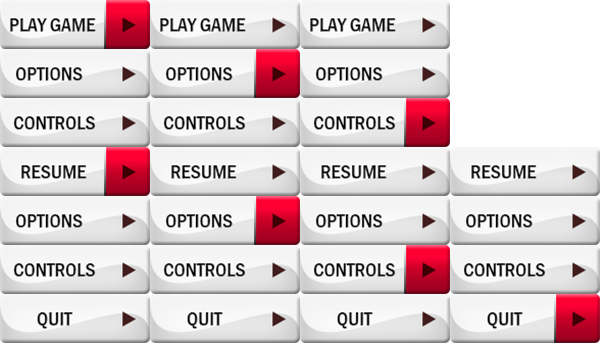 PLAY GAME PLAY GAME PLAY GAME
OPTIONS OPTIONS OPTIONS
CONTROLS CONTROLS CONTROLS
RESUME RESUME RESUME RESUME
OPTIONS OPTIONS OPTIONS OPTIONS
CONTROLS CONTROLS CONTROLS CONTROLS
QUIT QUIT QUIT QUIT